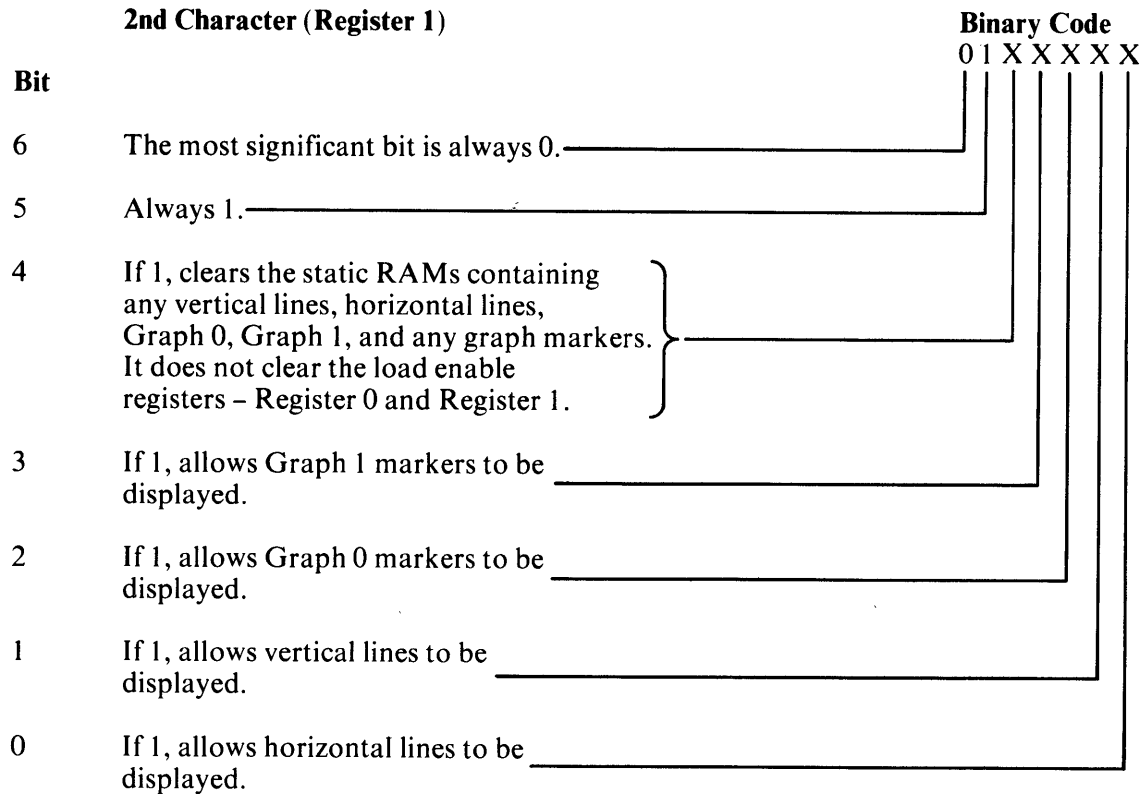 2nd Character (Register 1)
Binary Code
0 1 X X X X X
Bit
6 The most significant bit is always 0.
5 Always 1.
4 If 1, clears the static RAMs containing
any vertical lines, horizontal lines,
Graph 0, Graph 1, and any graph markers.
It does not clear the load enable
registers – Register 0 and Register 1.
3 If 1, allows Graph 1 markers to be
displayed.
2 If 1, allows Graph 0 markers to be
displayed.
1 If 1, allows vertical lines to be
displayed.
0 If 1, allows horizontal lines to be
displayed.